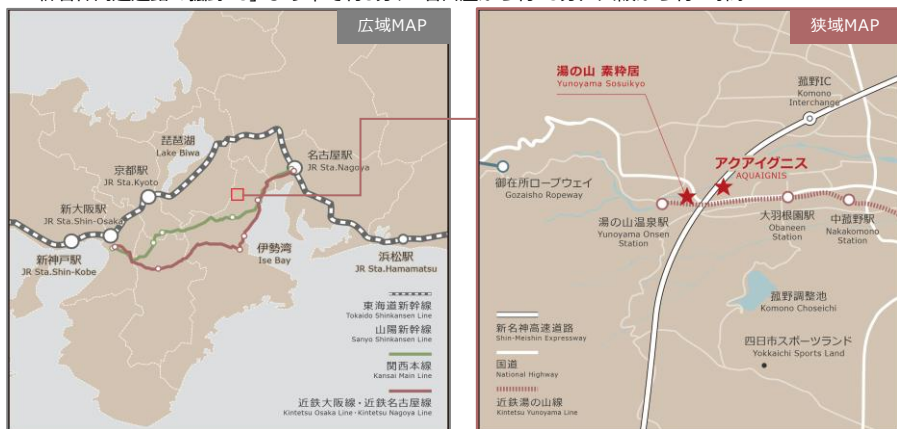 広域MAP
琵琶湖
Lake Biwa
名古屋駅
JR Sta.Nagoya
京都駅
JR Sta.Kyoto
新大阪駅
JR Sta.Shin-Osaka
新神戸駅
JR Sta.Shin-Kobe
伊勢湾
Ise Bay
浜松駅
JR Sta.Hamamatsu
東海道新幹線
Tokaido Shinkansen Line
山陽新幹線
Sanyo Shinkansen Line
関西本線
Kansai Main Line
近鉄大阪線・近鉄名古屋線
Kintetsu Osaka Line・Kintetsu Nagoya Line
狭域MAP
湯の山 素粋居
Yunoyama Sosuikyo
菰野IC
Komono
Interchange
アクアイグニス
AQUAIGNIS
御在所ロープウェイ
Gozaisho Ropeway
湯の山温泉駅
Yunoyama Onsen
Station
大羽根園駅
Obaneen
Station
中菰野駅
Nakakomono
Station
菰野調整池
Komono Choseichi
四日市スポーツランド
Yokkaichi Sports Land
新名神高速道路
Shin-Meishin Expressway
国道
National Highway
近鉄湯の山線
Kintetsu Yunoyama Line